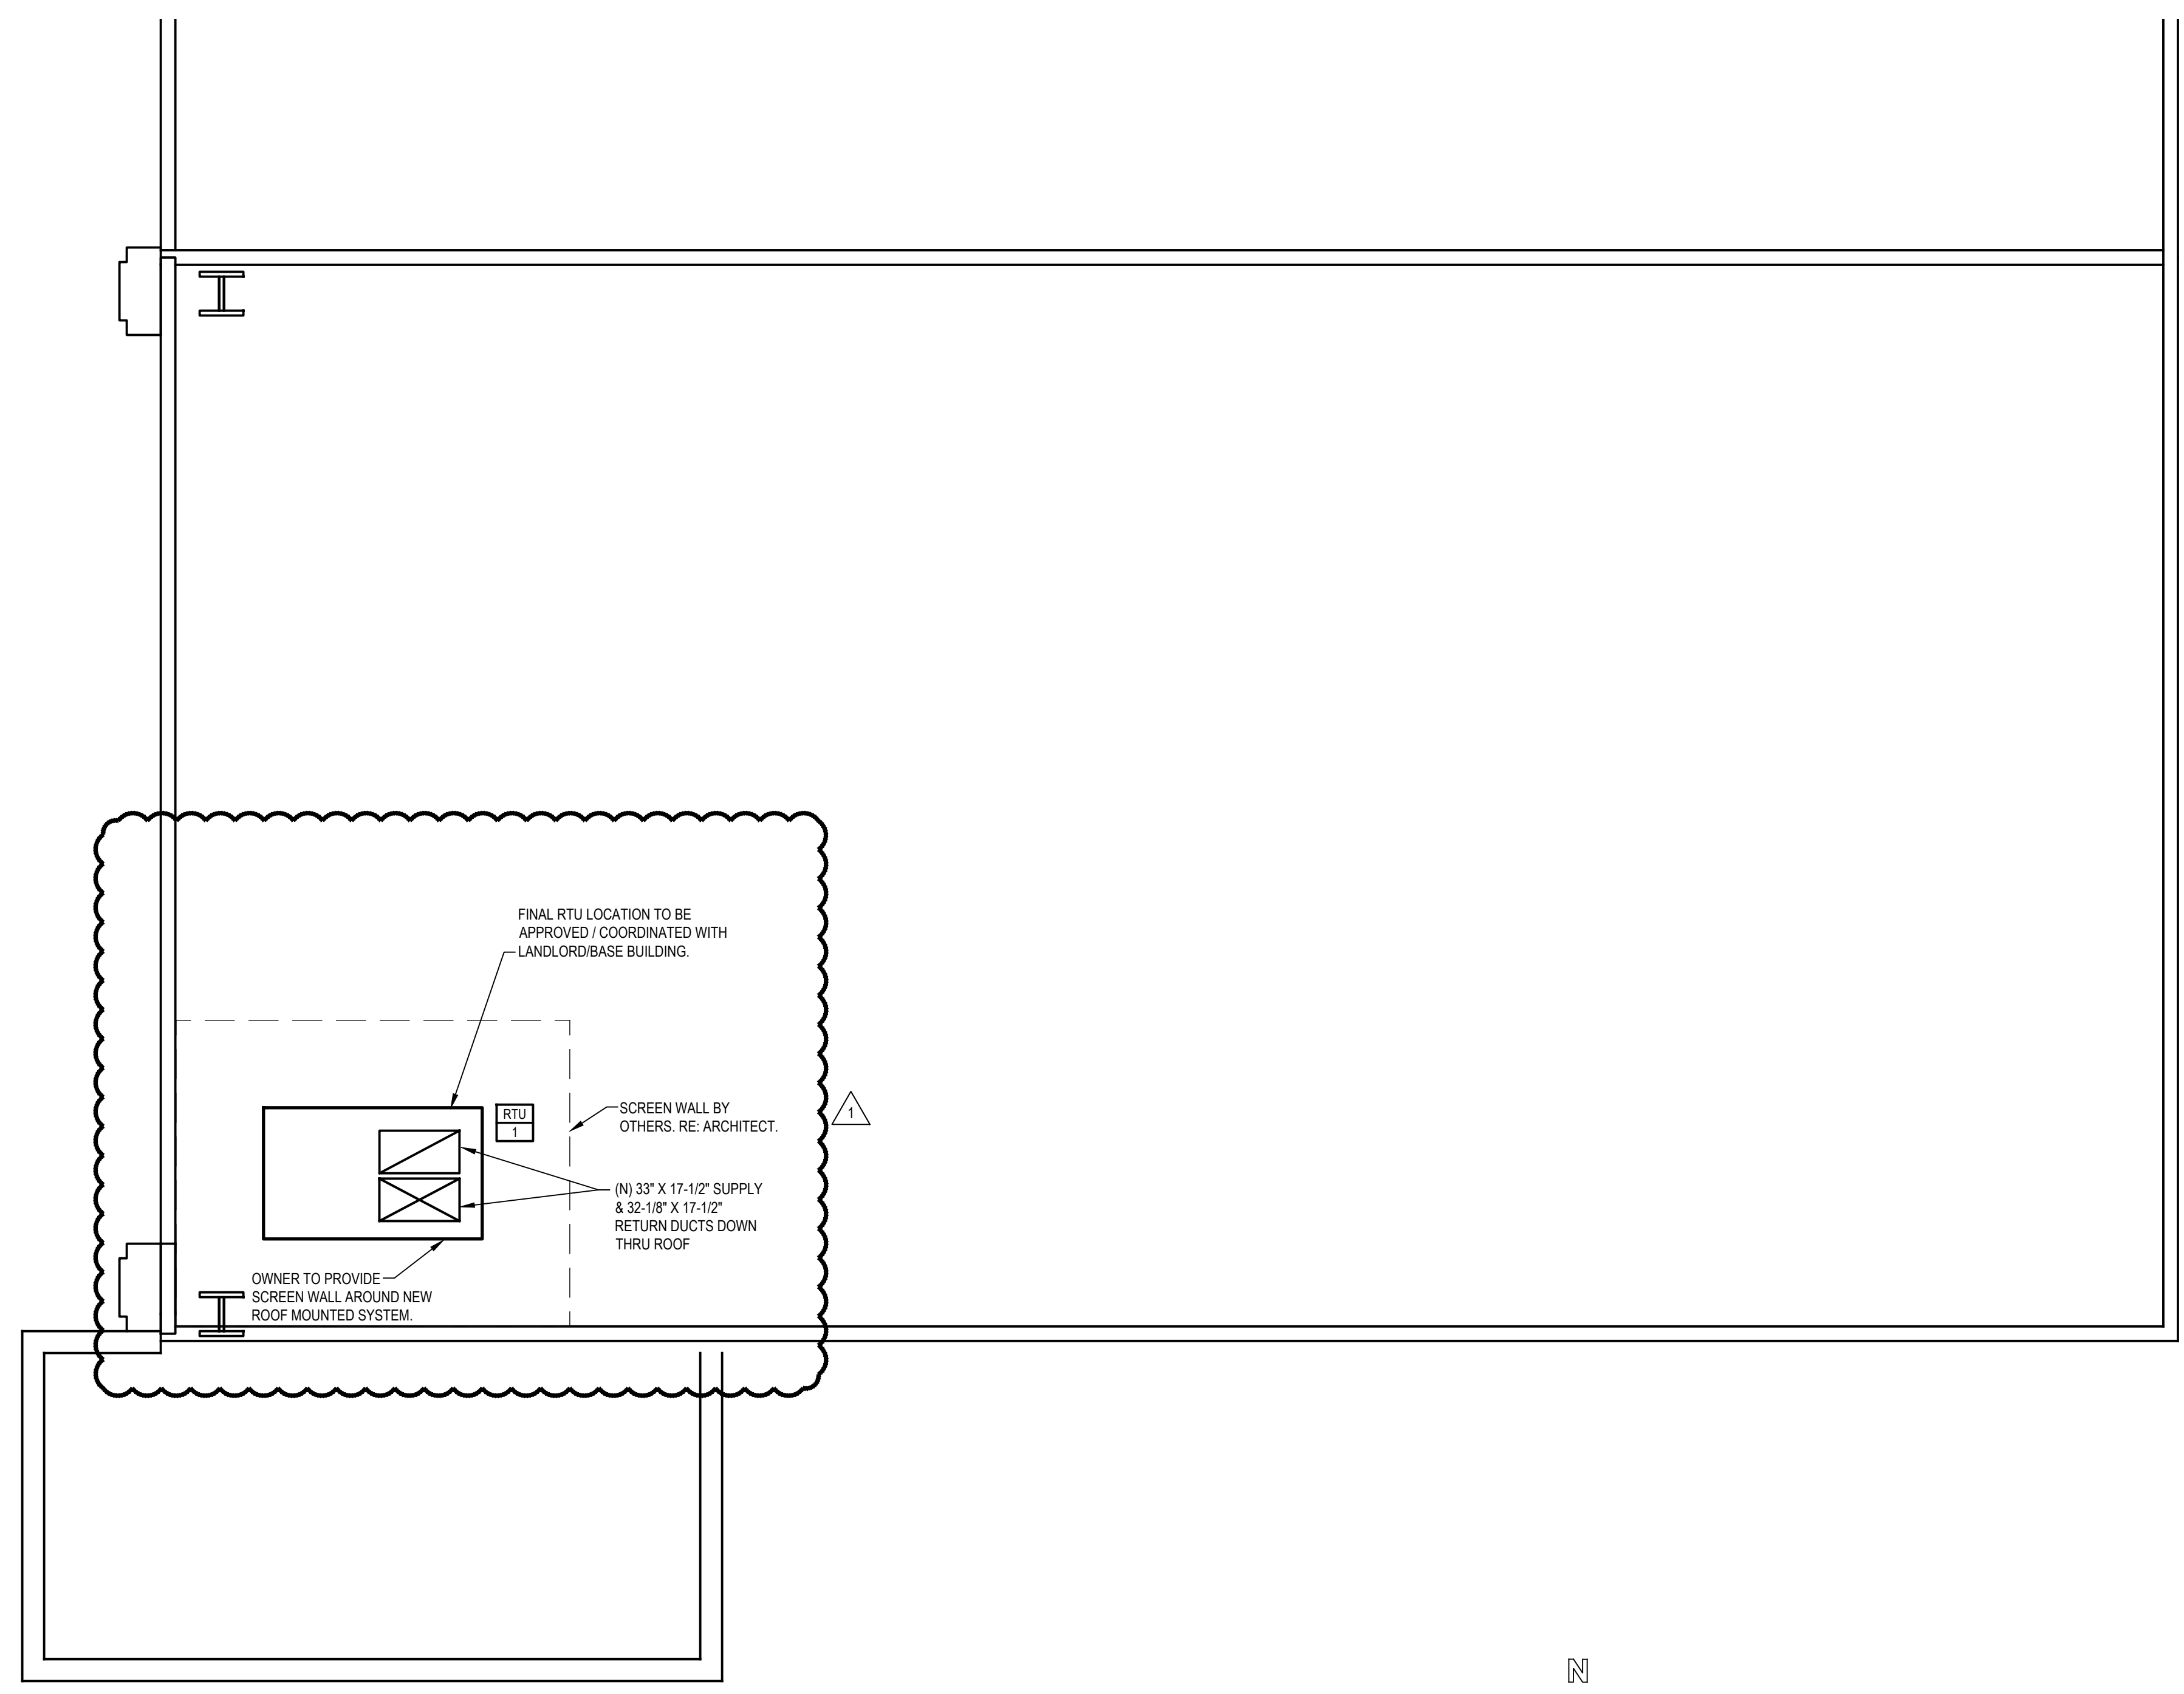 FINAL RTU LOCATION TO BE
APPROVED / COORDINATED WITH
LANDLORD/BASE BUILDING.
RTU
1
SCREEN WALL BY
OTHERS. RE: ARCHITECT.
1
(N) 33" X 17-1/2" SUPPLY
& 32-1/8" X 17-1/2"
RETURN DUCTS DOWN
THRU ROOF
OWNER TO PROVIDE
SCREEN WALL AROUND NEW
ROOF MOUNTED SYSTEM.
N